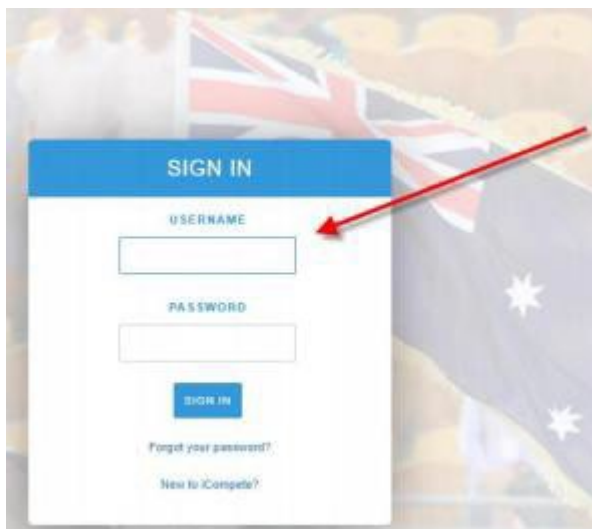 SIGN IN
USERNAME
PASSWORD
SIGN IN
Forgot your password?
New to iCompete?